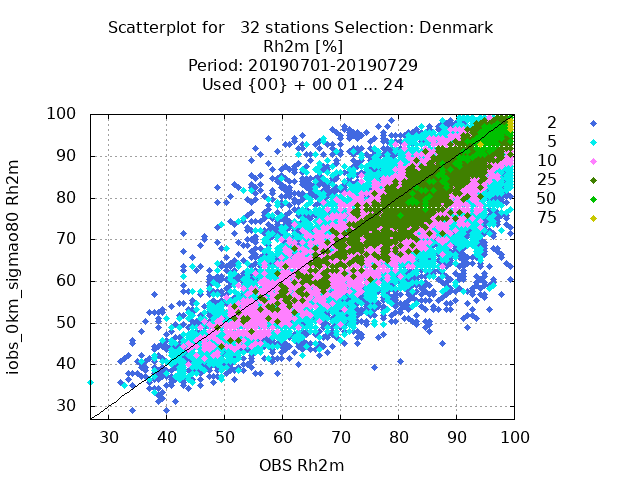 Scatterplot for   32 stations Selection: Denmark
Rh2m [%]
Period: 20190701-20190729
Used {00} + 00 01 ... 24
100
90
80
70
60
50
40
30
iobs_0km_sigmao80 Rh2m
30 40 50 60 70 80 90 100
OBS Rh2m
2
5
10
25
50
75